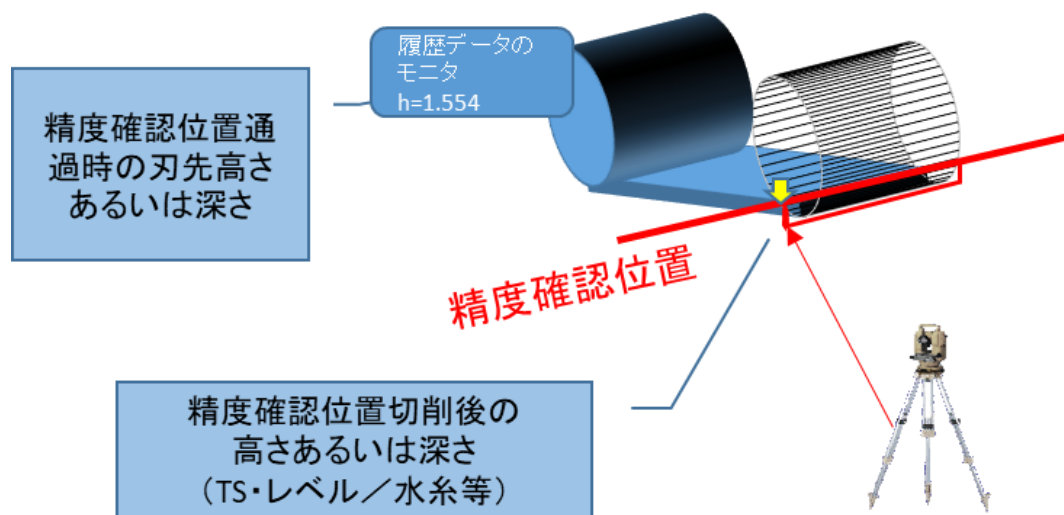 履歴データの
モニタ
h=1.554
精度確認位置通
過時の刃先高さ
あるいは深さ
精度確認位置
精度確認位置切削後の
高さあるいは深さ
（TS・レベル／水糸等）